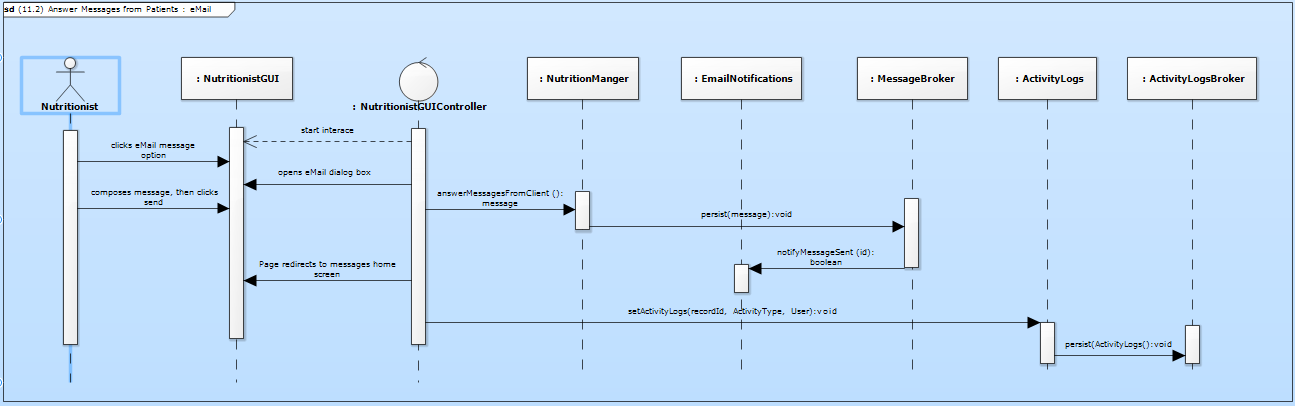 sd (11.2) Answer Messages from Patients : eMail
Nutritionist
: NutritionistGUI
: NutritionistGUIController
: NutritionManger
: EmailNotifications
: MessageBroker
: ActivityLogs
: ActivityLogsBroker
start interace
clicks eMail message
option
opens eMail dialog box
composes message, then clicks
send
answerMessagesFromClient ():
message
persist(message):void
notifyMessageSent (id):
boolean
Page redirects to messages home
screen
setActivityLogs(recordId, ActivityType, User):void
persist(ActivityLogs():void